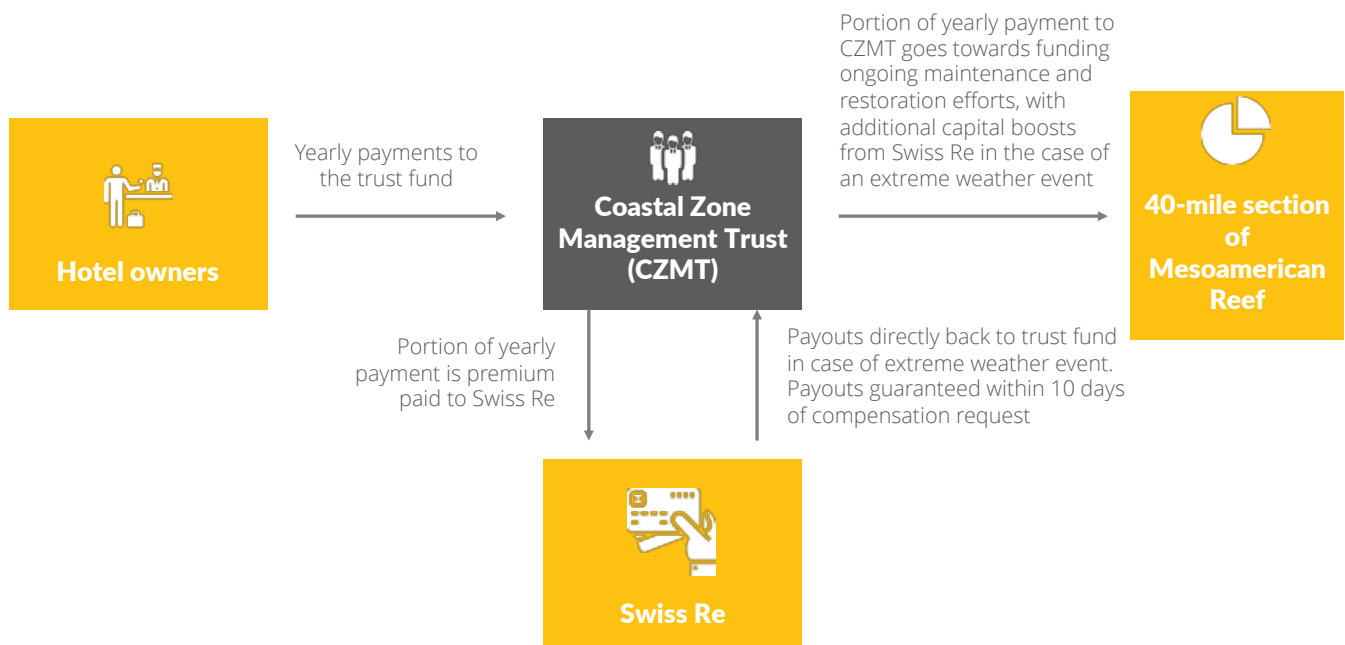 Hotel owners
Yearly payments to
the trust fund
Coastal Zone
Management Trust
(CZMT)
Portion of yearly payment to
CZMT goes towards funding
ongoing maintenance and
restoration efforts, with
additional capital boosts
from Swiss Re in the case of
an extreme weather event
40-mile section
of
Mesoamerican
Reef
Portion of yearly
payment is premium
paid to Swiss Re
Payouts directly back to trust fund
in case of extreme weather event.
Payouts guaranteed within 10 days
of compensation request
Swiss Re